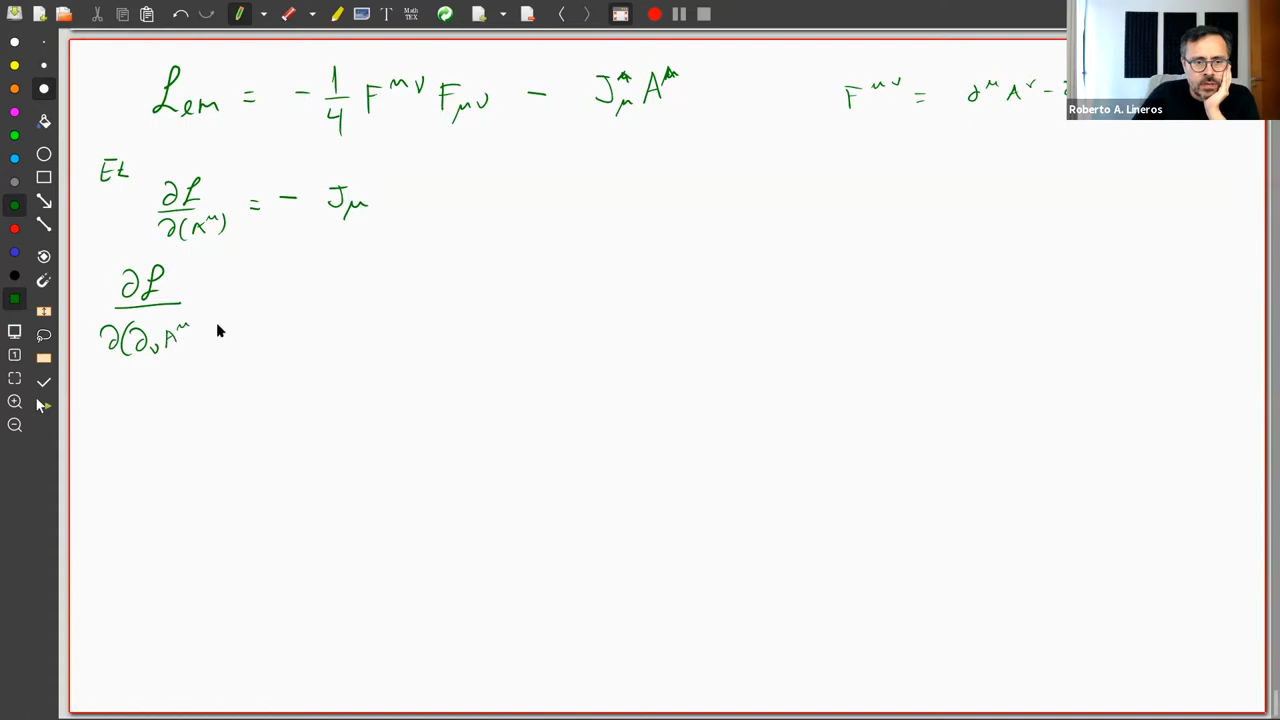 ℒem = - 1/4 F^μν F_μν - J_μ A^μ
F^μν = ∂^μ A^ν -
Roberto A. Lineros
EL
∂ℒ/∂(A^μ) = - J_μ
∂ℒ/∂(∂_ν A^μ